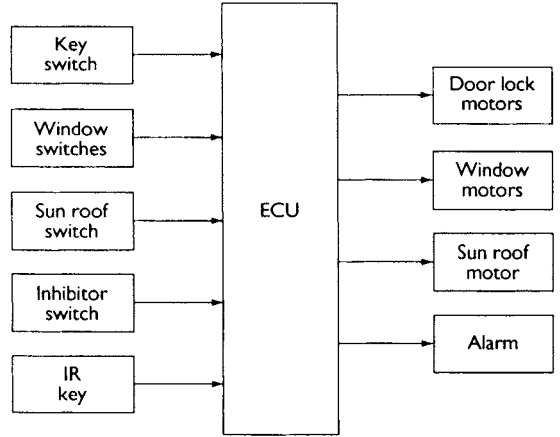 Key
switch
Window
switches
Sun roof
switch
Inhibitor
switch
IR
key
ECU
Door lock
motors
Window
motors
Sun roof
motor
Alarm